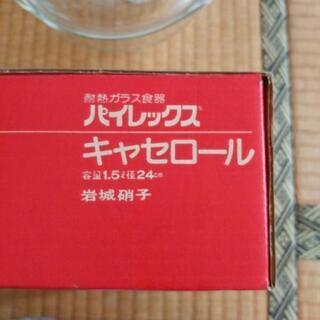 耐熱ガラス食器
パイレックス®
キャセロール
容量1.5ℓ径24cm
岩城硝子